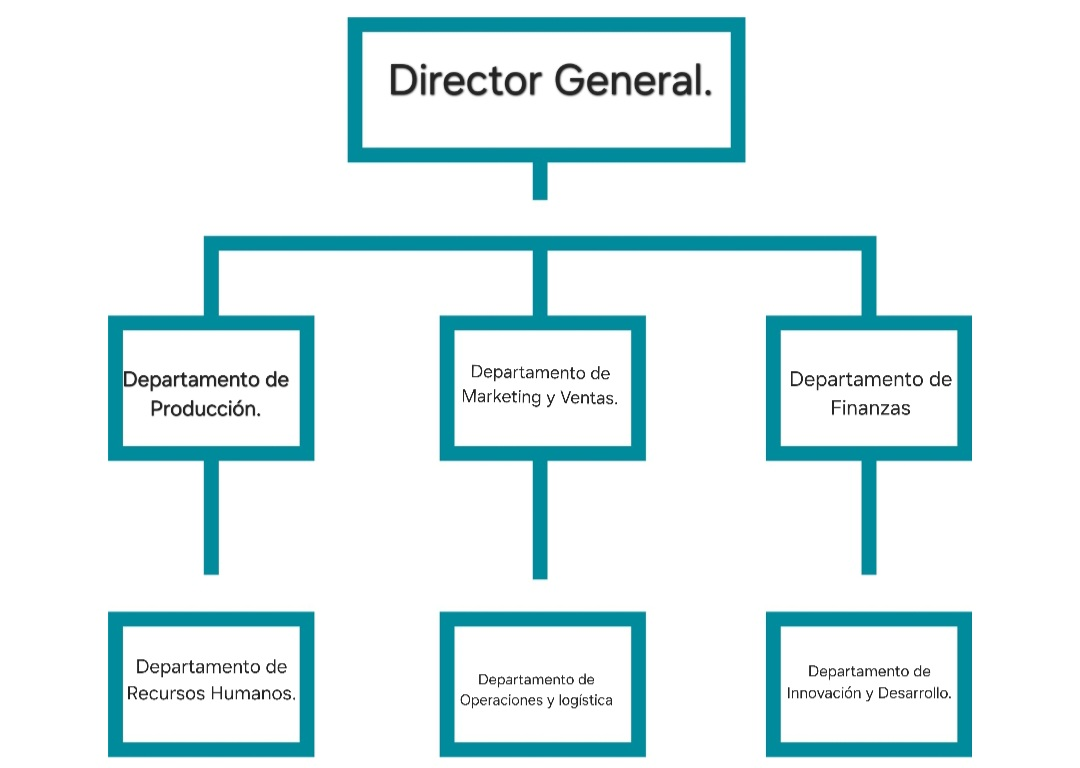 Director General.
Departamento de
Producción.
Departamento de
Marketing y Ventas.
Departamento de
Finanzas
Departamento de
Recursos Humanos.
Departamento de
Operaciones y logística
Departamento de
Innovación y Desarrollo.